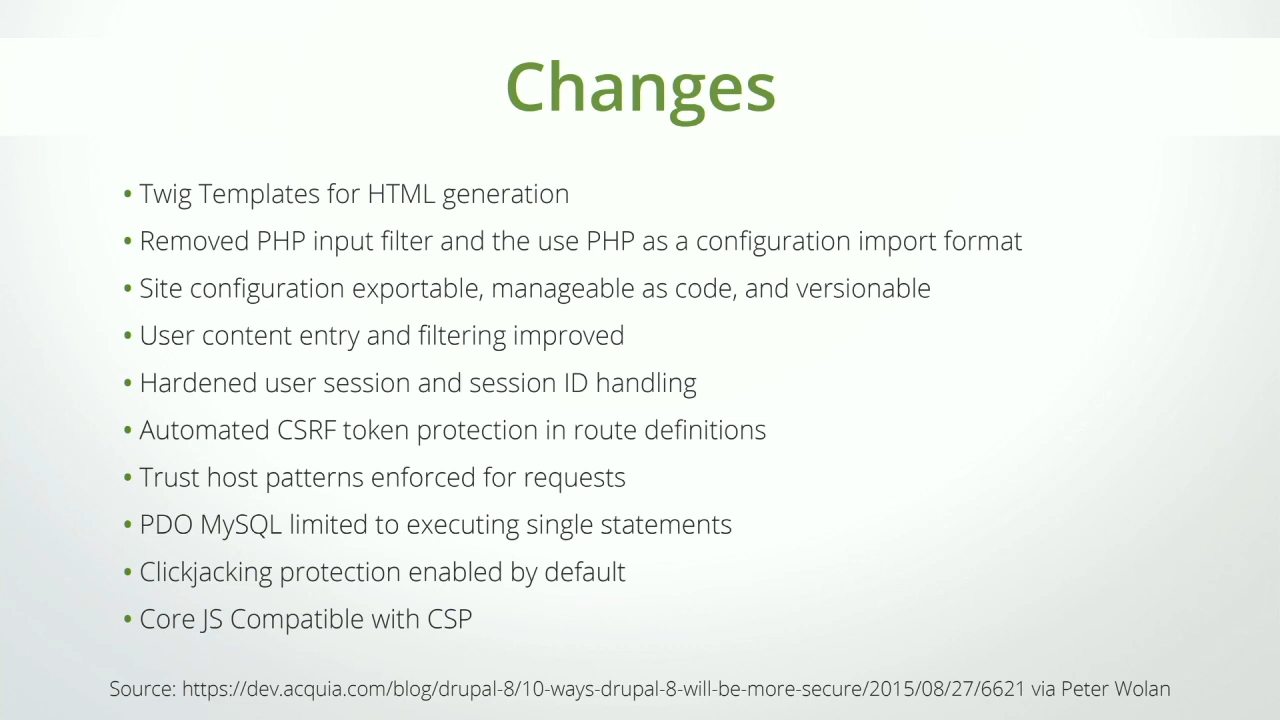 Changes
• Twig Templates for HTML generation
• Removed PHP input filter and the use PHP as a configuration import format
• Site configuration exportable, manageable as code, and versionable
• User content entry and filtering improved
• Hardened user session and session ID handling
• Automated CSRF token protection in route definitions
• Trust host patterns enforced for requests
• PDO MySQL limited to executing single statements
• Clickjacking protection enabled by default
• Core JS Compatible with CSP
Source: https://dev.acquia.com/blog/drupal-8/10-ways-drupal-8-will-be-more-secure/2015/08/27/6621 via Peter Wolan